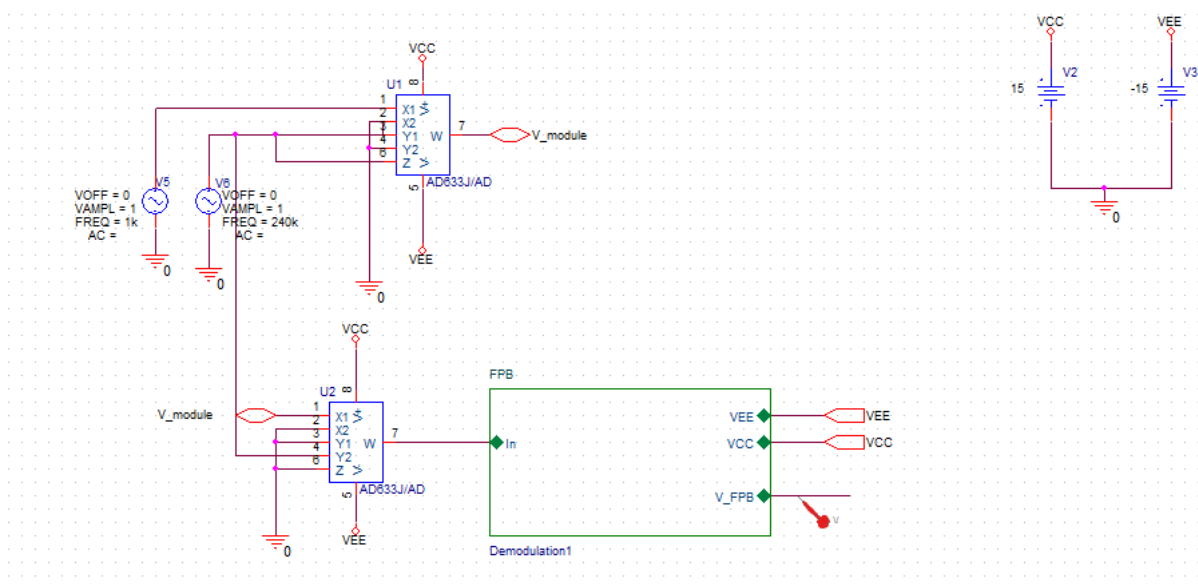 VCC
U1
8
1
X1 V+
2
X2
3
Y1 W
7
V_module
4
Y2
6
Z V-
5
AD633J/AD
VEE
0
V5
VOFF = 0
VAMPL = 1
FREQ = 1k
AC =
0
V6
VOFF = 0
VAMPL = 1
FREQ = 240k
AC =
0
VCC
VEE
V2
15
V3
-15
0
VCC
U2
8
V_module
1
X1 V+
2
X2
3
Y1 W
7
4
Y2
6
Z V-
5
AD633J/AD
VEE
0
FPB
In
VEE
VEE
VCC
VCC
V_FPB
V
Demodulation1